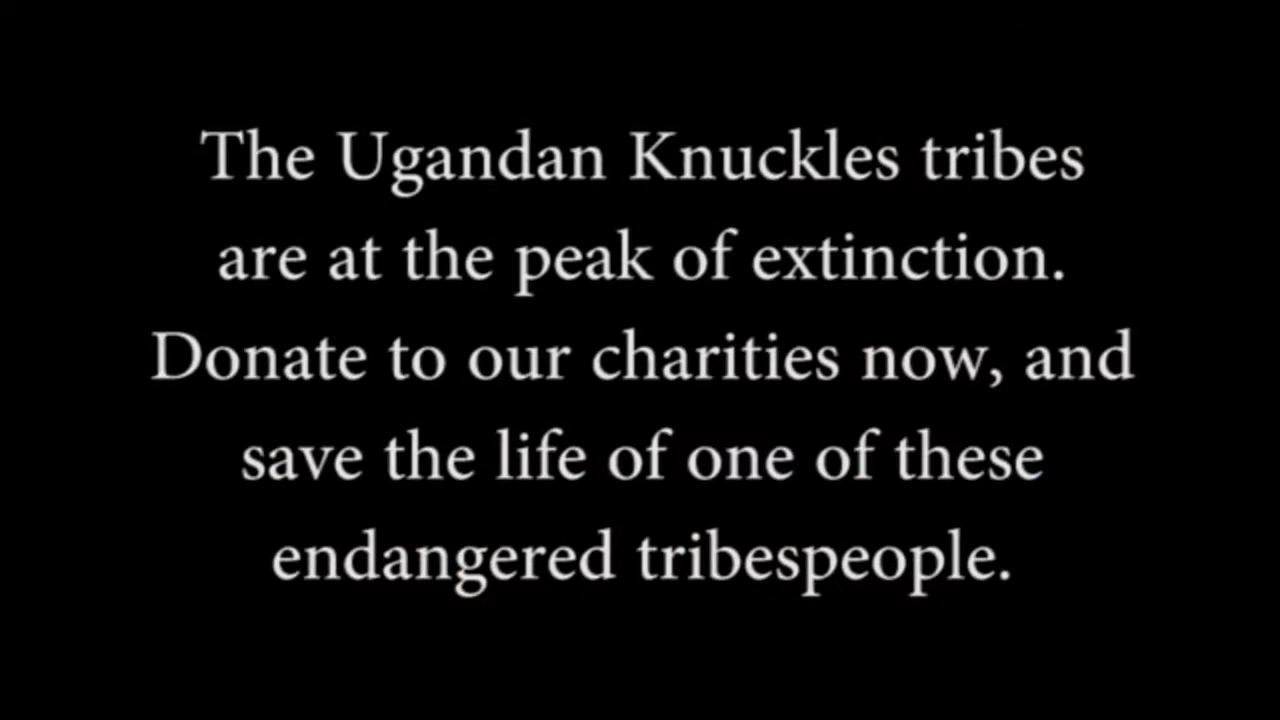 The Ugandan Knuckles tribes
are at the peak of extinction.
Donate to our charities now, and
save the life of one of these
endangered tribespeople.